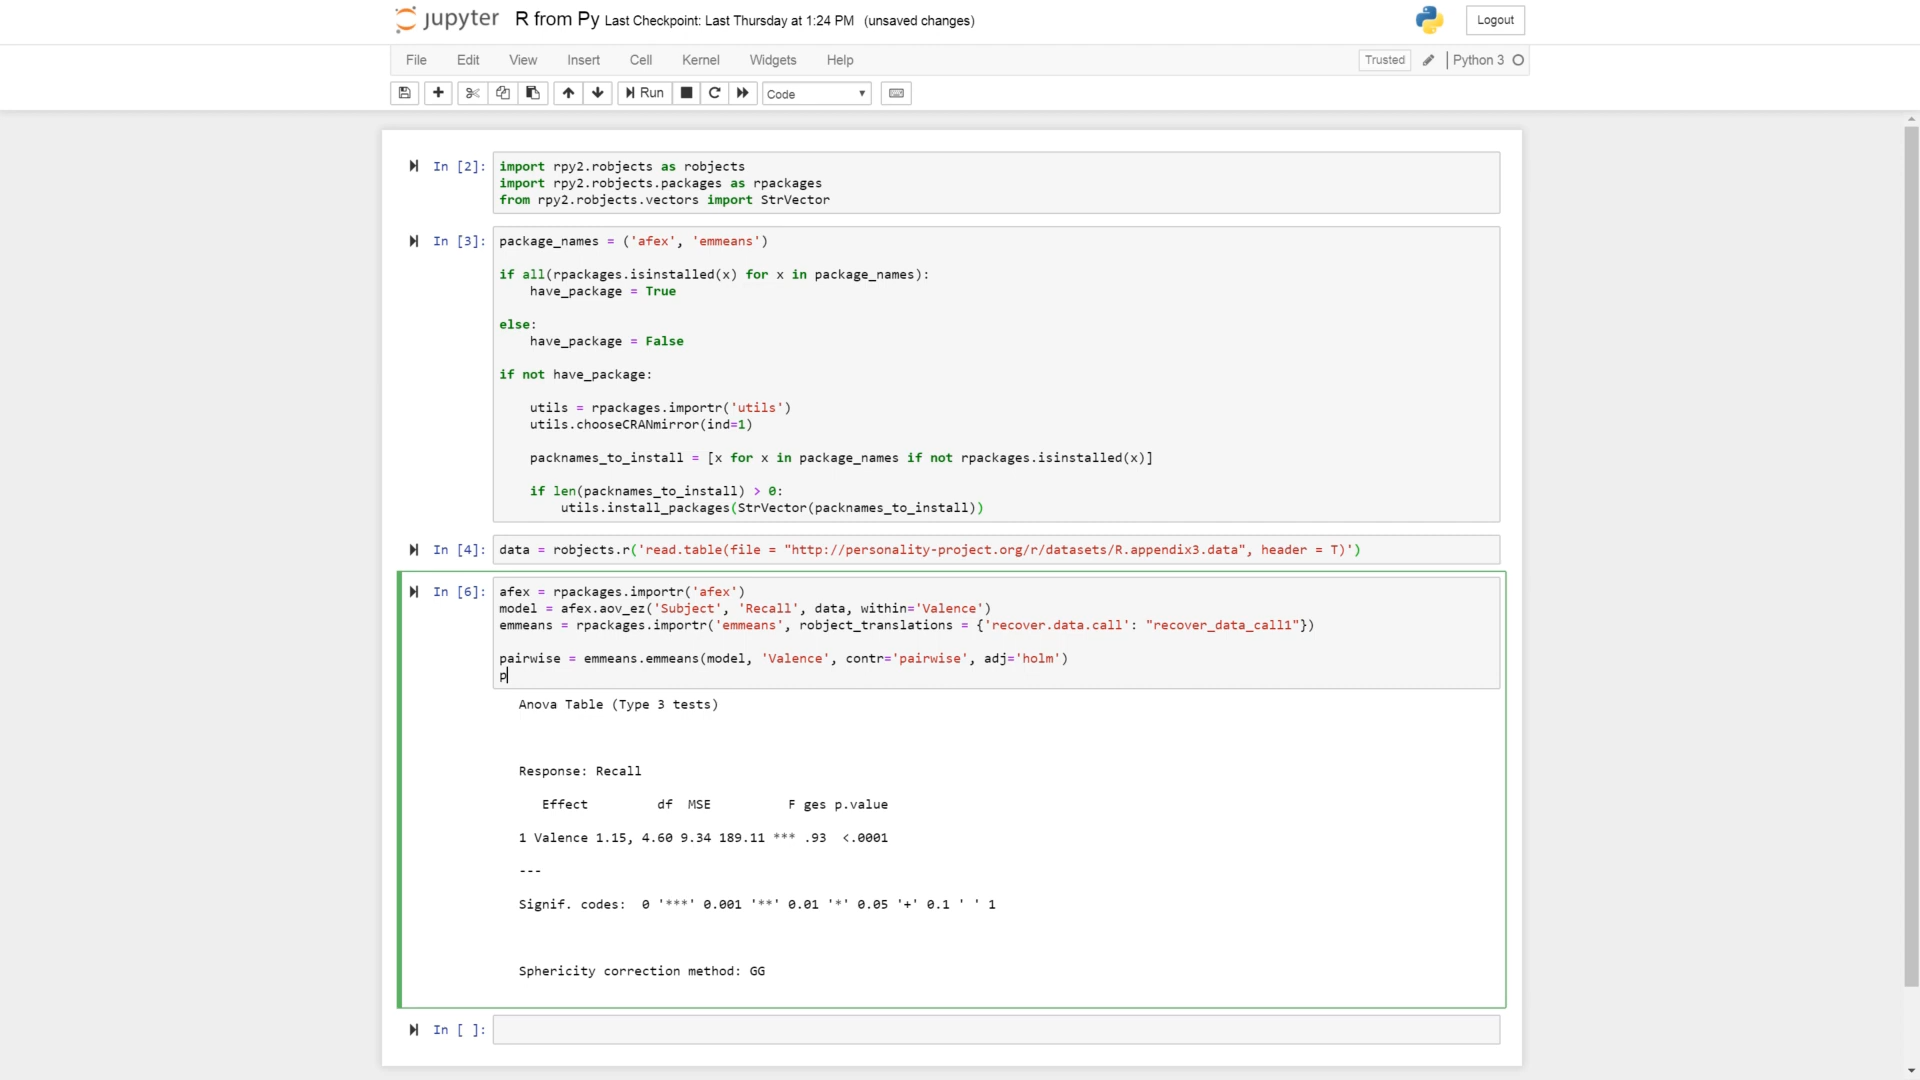 jupyter R from Py Last Checkpoint: Last Thursday at 1:24 PM (unsaved changes) Logout
File Edit View Insert Cell Kernel Widgets Help Trusted Python 3
Run Code
In [2]: import rpy2.robjects as robjects
import rpy2.robjects.packages as rpackages
from rpy2.robjects.vectors import StrVector
In [3]: package_names = ('afex', 'emmeans')
if all(rpackages.isinstalled(x) for x in package_names):
have_package = True
else:
have_package = False
if not have_package:
utils = rpackages.importr('utils')
utils.chooseCRANmirror(ind=1)
packnames_to_install = [x for x in package_names if not rpackages.isinstalled(x)]
if len(packnames_to_install) > 0:
utils.install_packages(StrVector(packnames_to_install))
In [4]: data = robjects.r('read.table(file = "http://personality-project.org/r/datasets/R.appendix3.data", header = T)')
In [6]: afex = rpackages.importr('afex')
model = afex.aov_ez('Subject', 'Recall', data, within='Valence')
emmeans = rpackages.importr('emmeans', robject_translations = {'recover.data.call': "recover_data_call1"})
pairwise = emmeans.emmeans(model, 'Valence', contr='pairwise', adj='holm')
p
Anova Table (Type 3 tests)
Response: Recall
Effect df MSE F ges p.value
1 Valence 1.15, 4.60 9.34 189.11 *** .93 <.0001
---
Signif. codes: 0 '***' 0.001 '**' 0.01 '*' 0.05 '+' 0.1 ' ' 1
Sphericity correction method: GG
In [ ]: